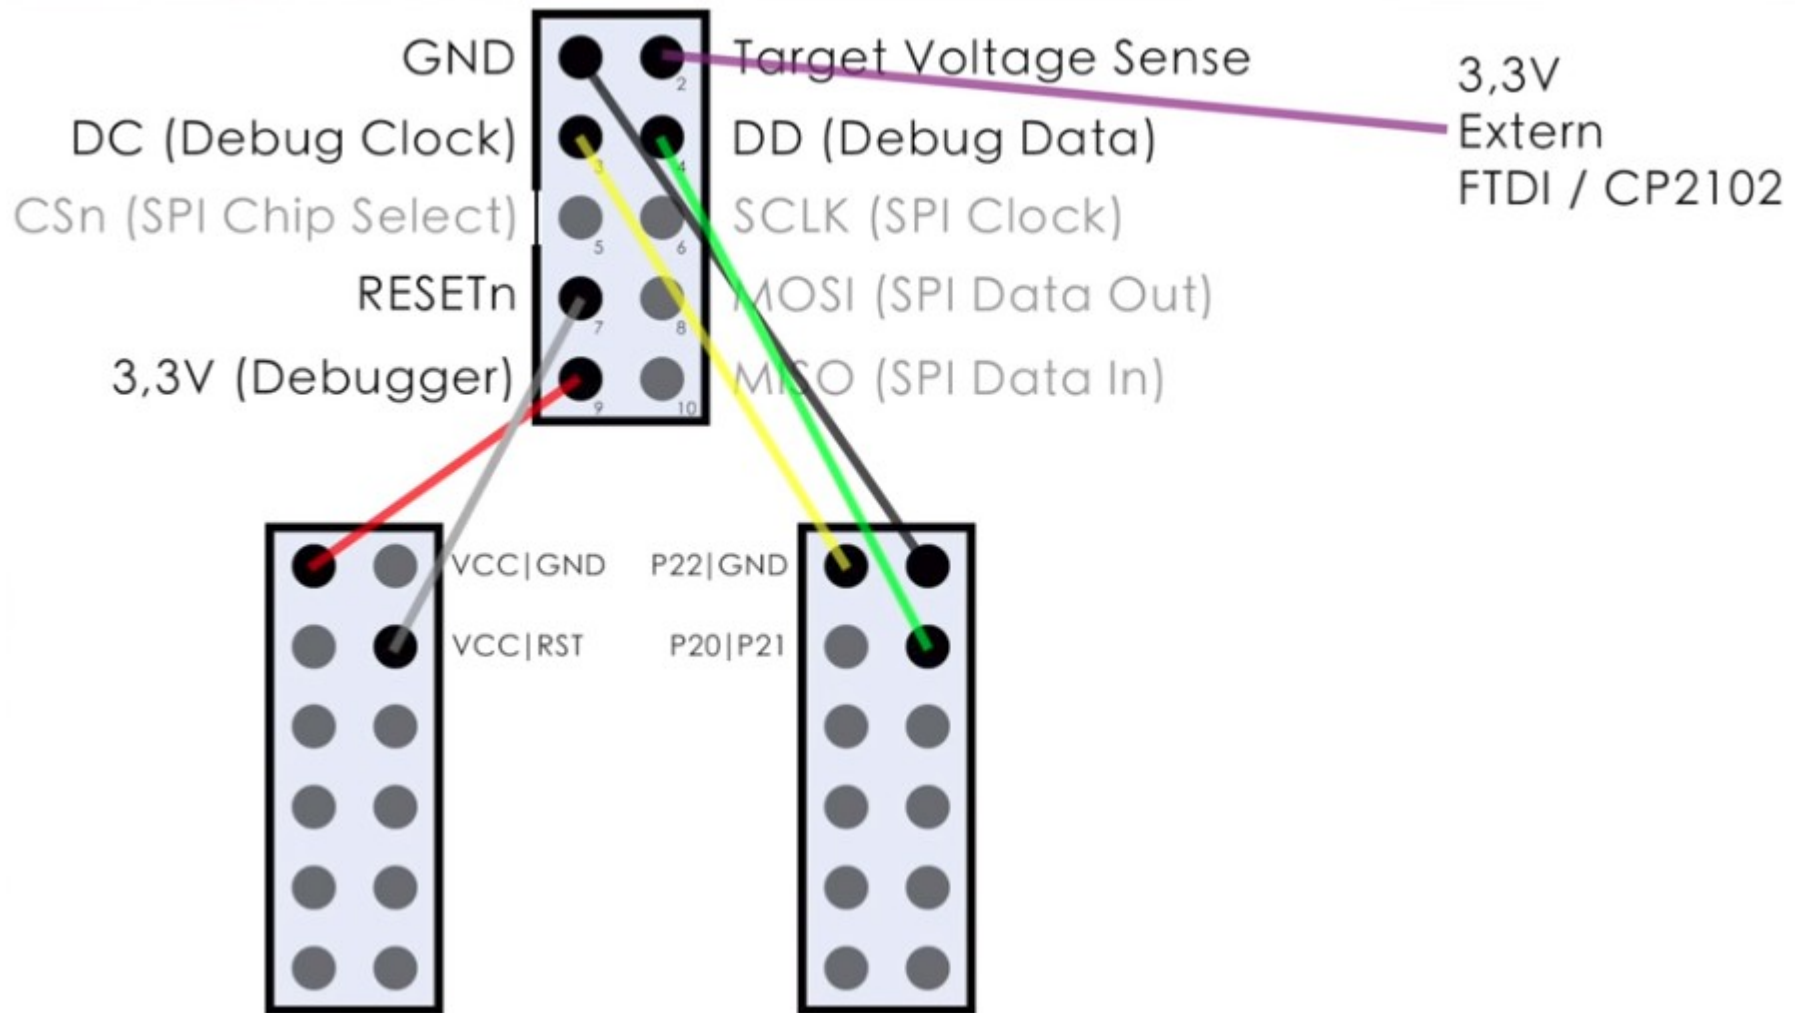 GND
Target Voltage Sense
2
3,3V
Extern
FTDI / CP2102
DC (Debug Clock)
DD (Debug Data)
3
4
CSn (SPI Chip Select)
SCLK (SPI Clock)
5
6
RESETn
MOSI (SPI Data Out)
7
8
3,3V (Debugger)
MISO (SPI Data In)
9
10
VCC|GND
P22|GND
VCC|RST
P20|P21